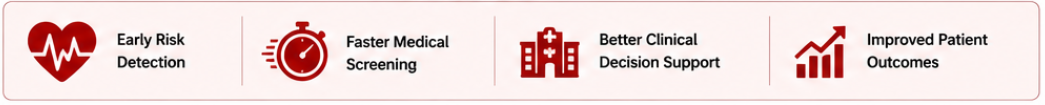 Early Risk
Detection
Faster Medical
Screening
Better Clinical
Decision Support
Improved Patient
Outcomes